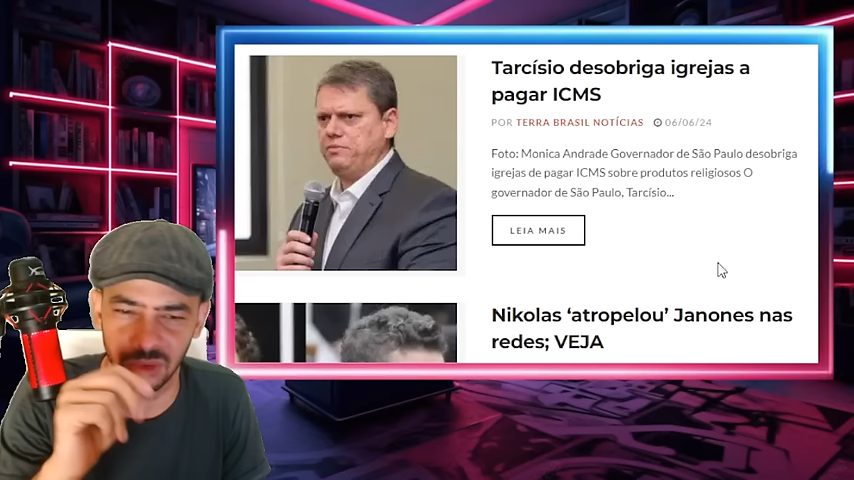 Tarcísio desobriga igrejas a
pagar ICMS
POR TERRA BRASIL NOTÍCIAS 06/06/24
Foto: Monica Andrade Governador de São Paulo desobriga
igrejas de pagar ICMS sobre produtos religiosos O
governador de São Paulo, Tarcísio...
LEIA MAIS
Nikolas ‘atropelou’ Janones nas
redes; VEJA